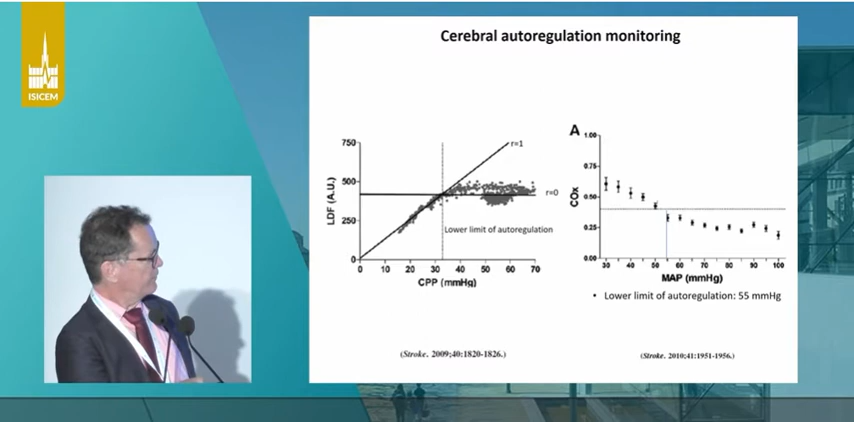 ISICEM
Cerebral autoregulation monitoring
750
500
250
0
LDF (A.U.)
r=1
r=0
Lower limit of autoregulation
0 10 20 30 40 50 60 70
CPP (mmHg)
(Stroke. 2009;40:1820-1826.)
A
1.00
0.75
0.50
0.25
0.00
COx
30 40 50 60 70 80 90 100
MAP (mmHg)
• Lower limit of autoregulation: 55 mmHg
(Stroke. 2010;41:1951-1956.)